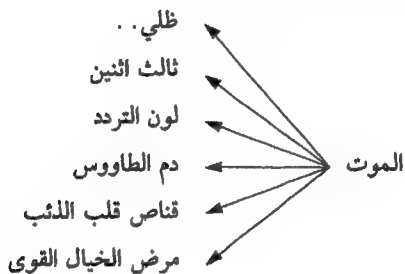 ظلي..
ثالث اثنين
لون التردد
دم الطاووس
الموت
قناص قلب الذئب
مرض الخيال القوى